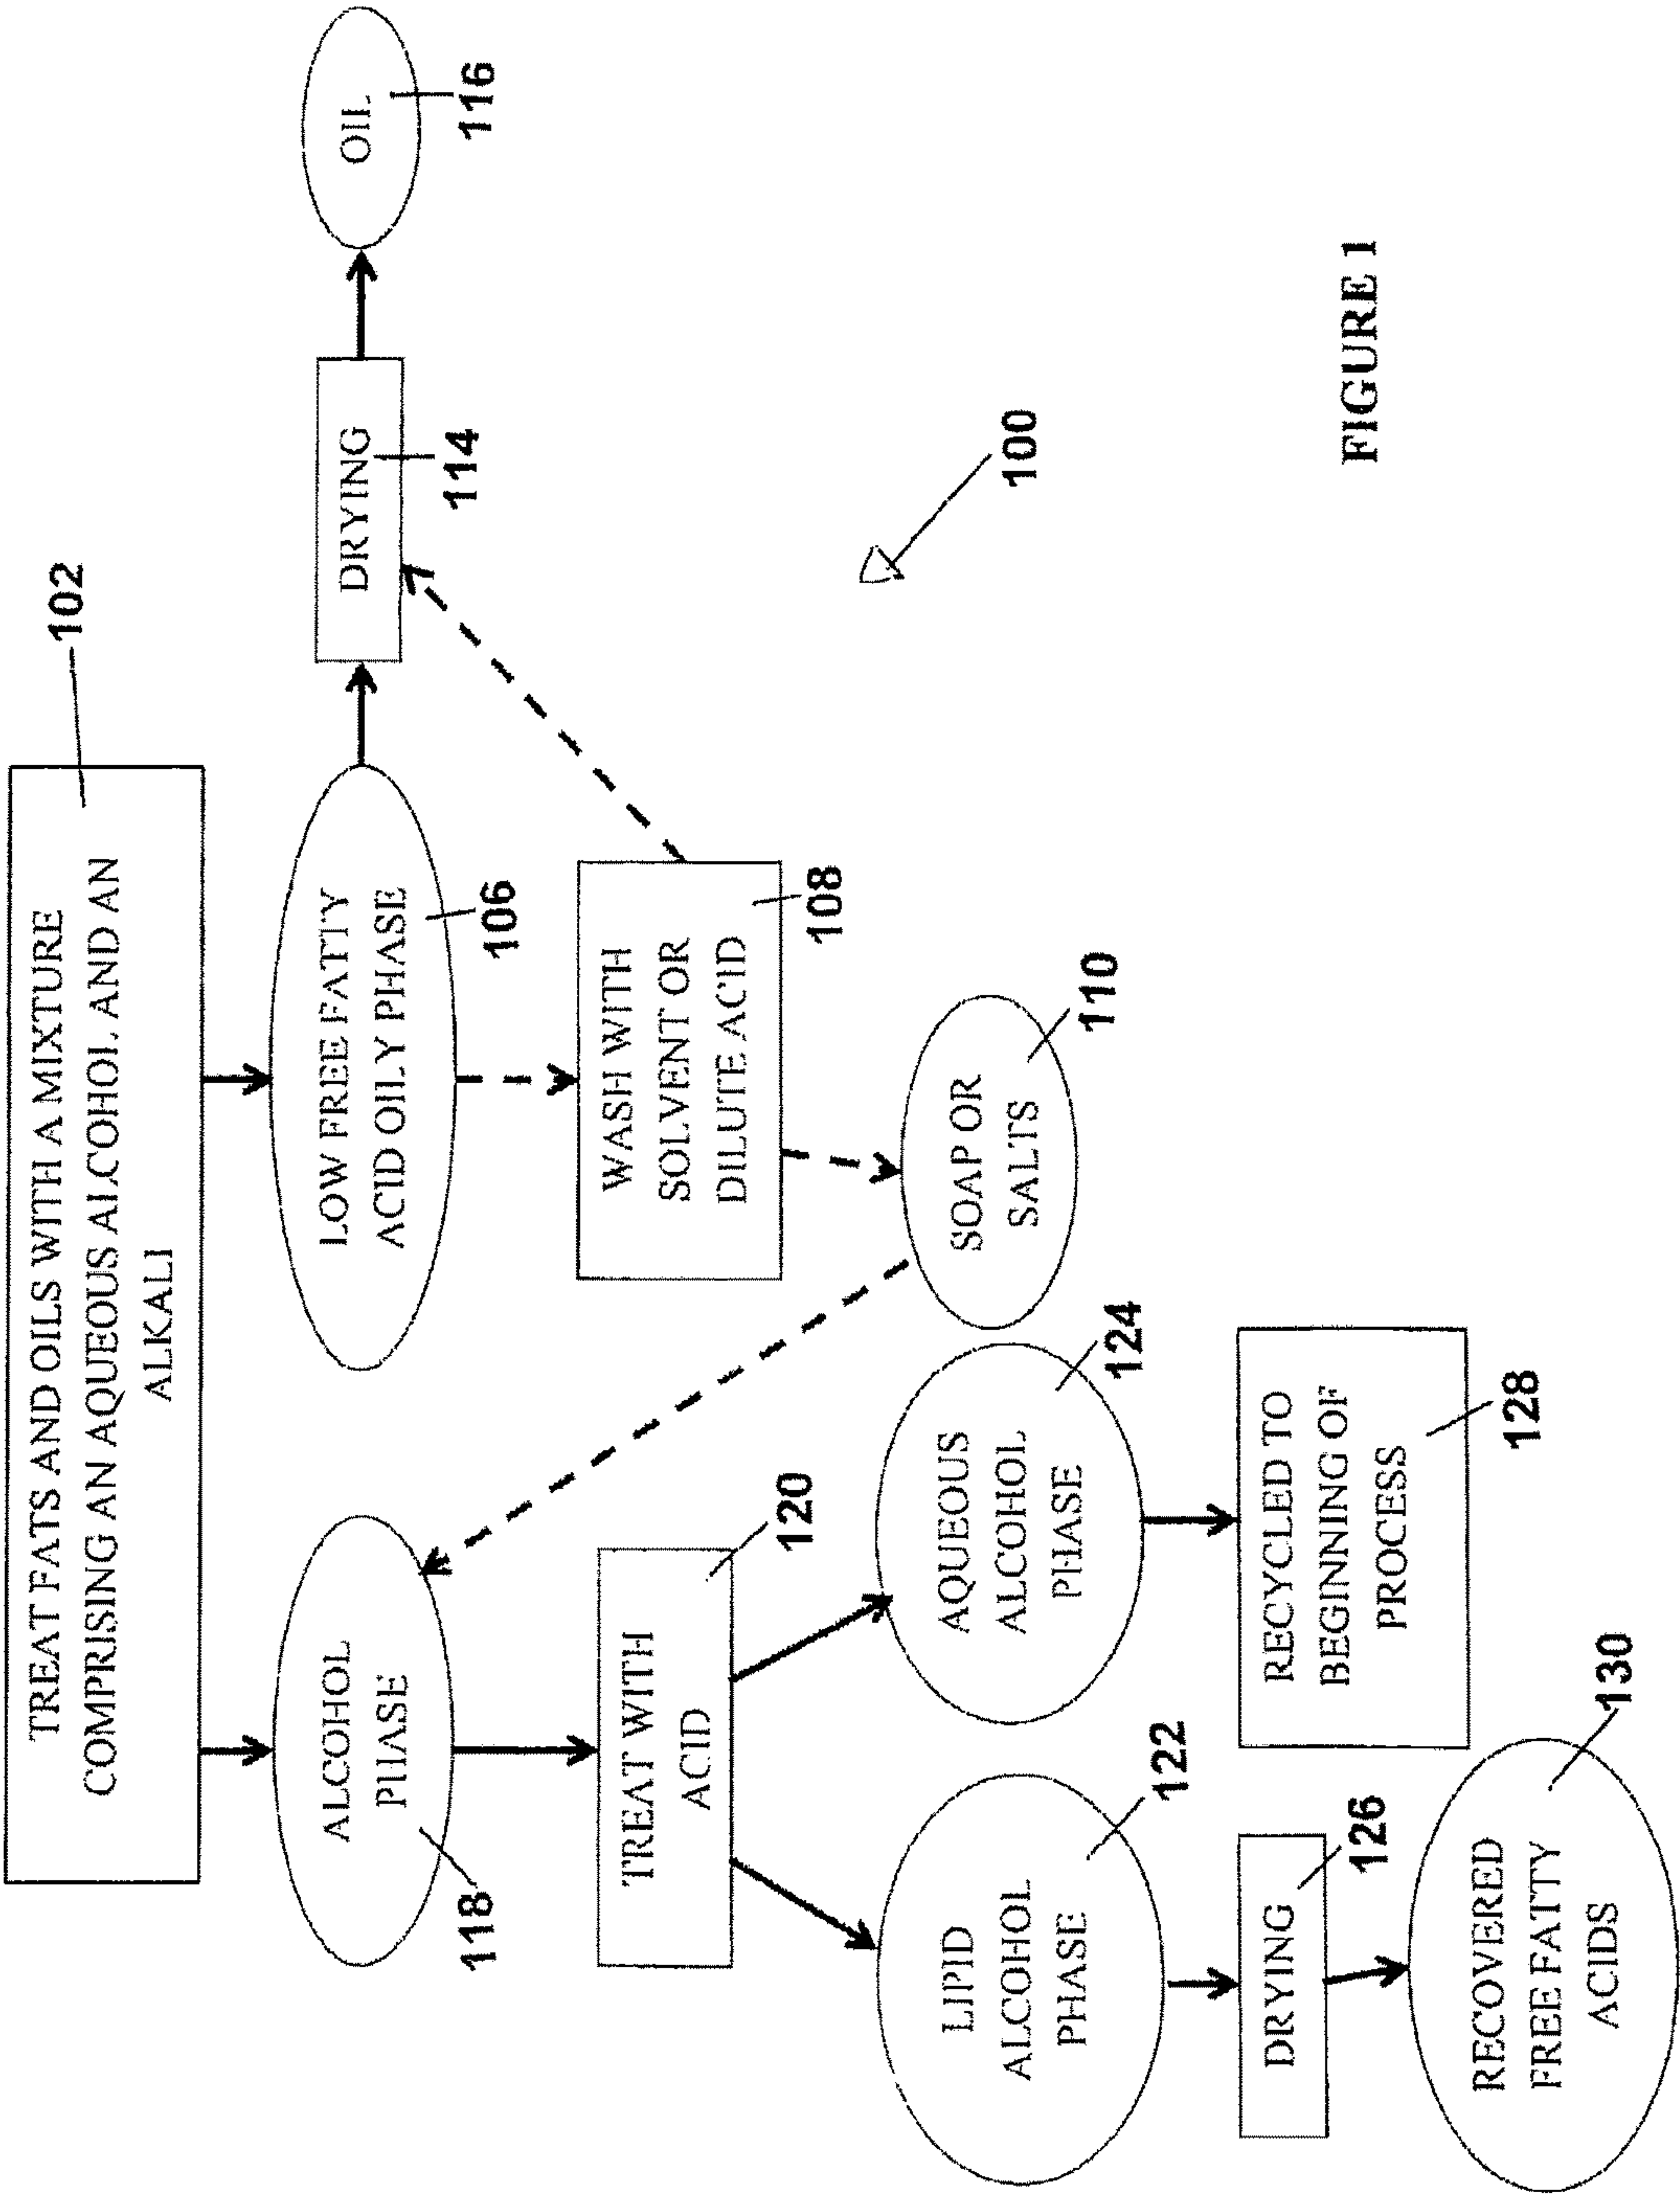 TREAT FATS AND OILS WITH A MIXTURE
COMPRISING AN AQUEOUS ALCOHOL AND AN
ALKALI
102
ALCOHOL
PHASE
118
LOW FREE FATTY
ACID OILY PHASE
106
DRYING
114
OIL
116
TREAT WITH
ACID
120
WASH WITH
SOLVENT OR
DILUTE ACID
108
LIPID
ALCOHOL
PHASE
122
AQUEOUS
ALCOHOL
PHASE
124
SOAP OR
SALTS
110
100
DRYING
126
RECYCLED TO
BEGINNING OF
PROCESS
128
RECOVERED
FREE FATTY
ACIDS
130
FIGURE 1